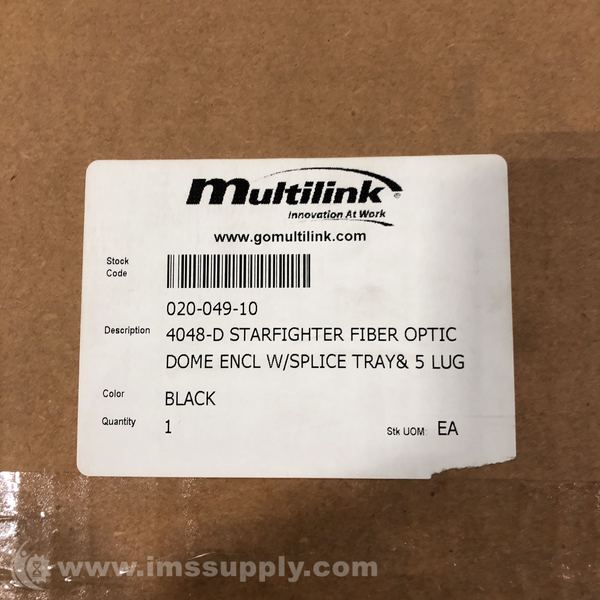 multilink®
Innovation At Work
www.gomultilink.com
Stock Code
020-049-10
Description 4048-D STARFIGHTER FIBER OPTIC
DOME ENCL W/SPLICE TRAY& 5 LUG
Color BLACK
Quantity 1 Stk UOM: EA
www.imssupply.com